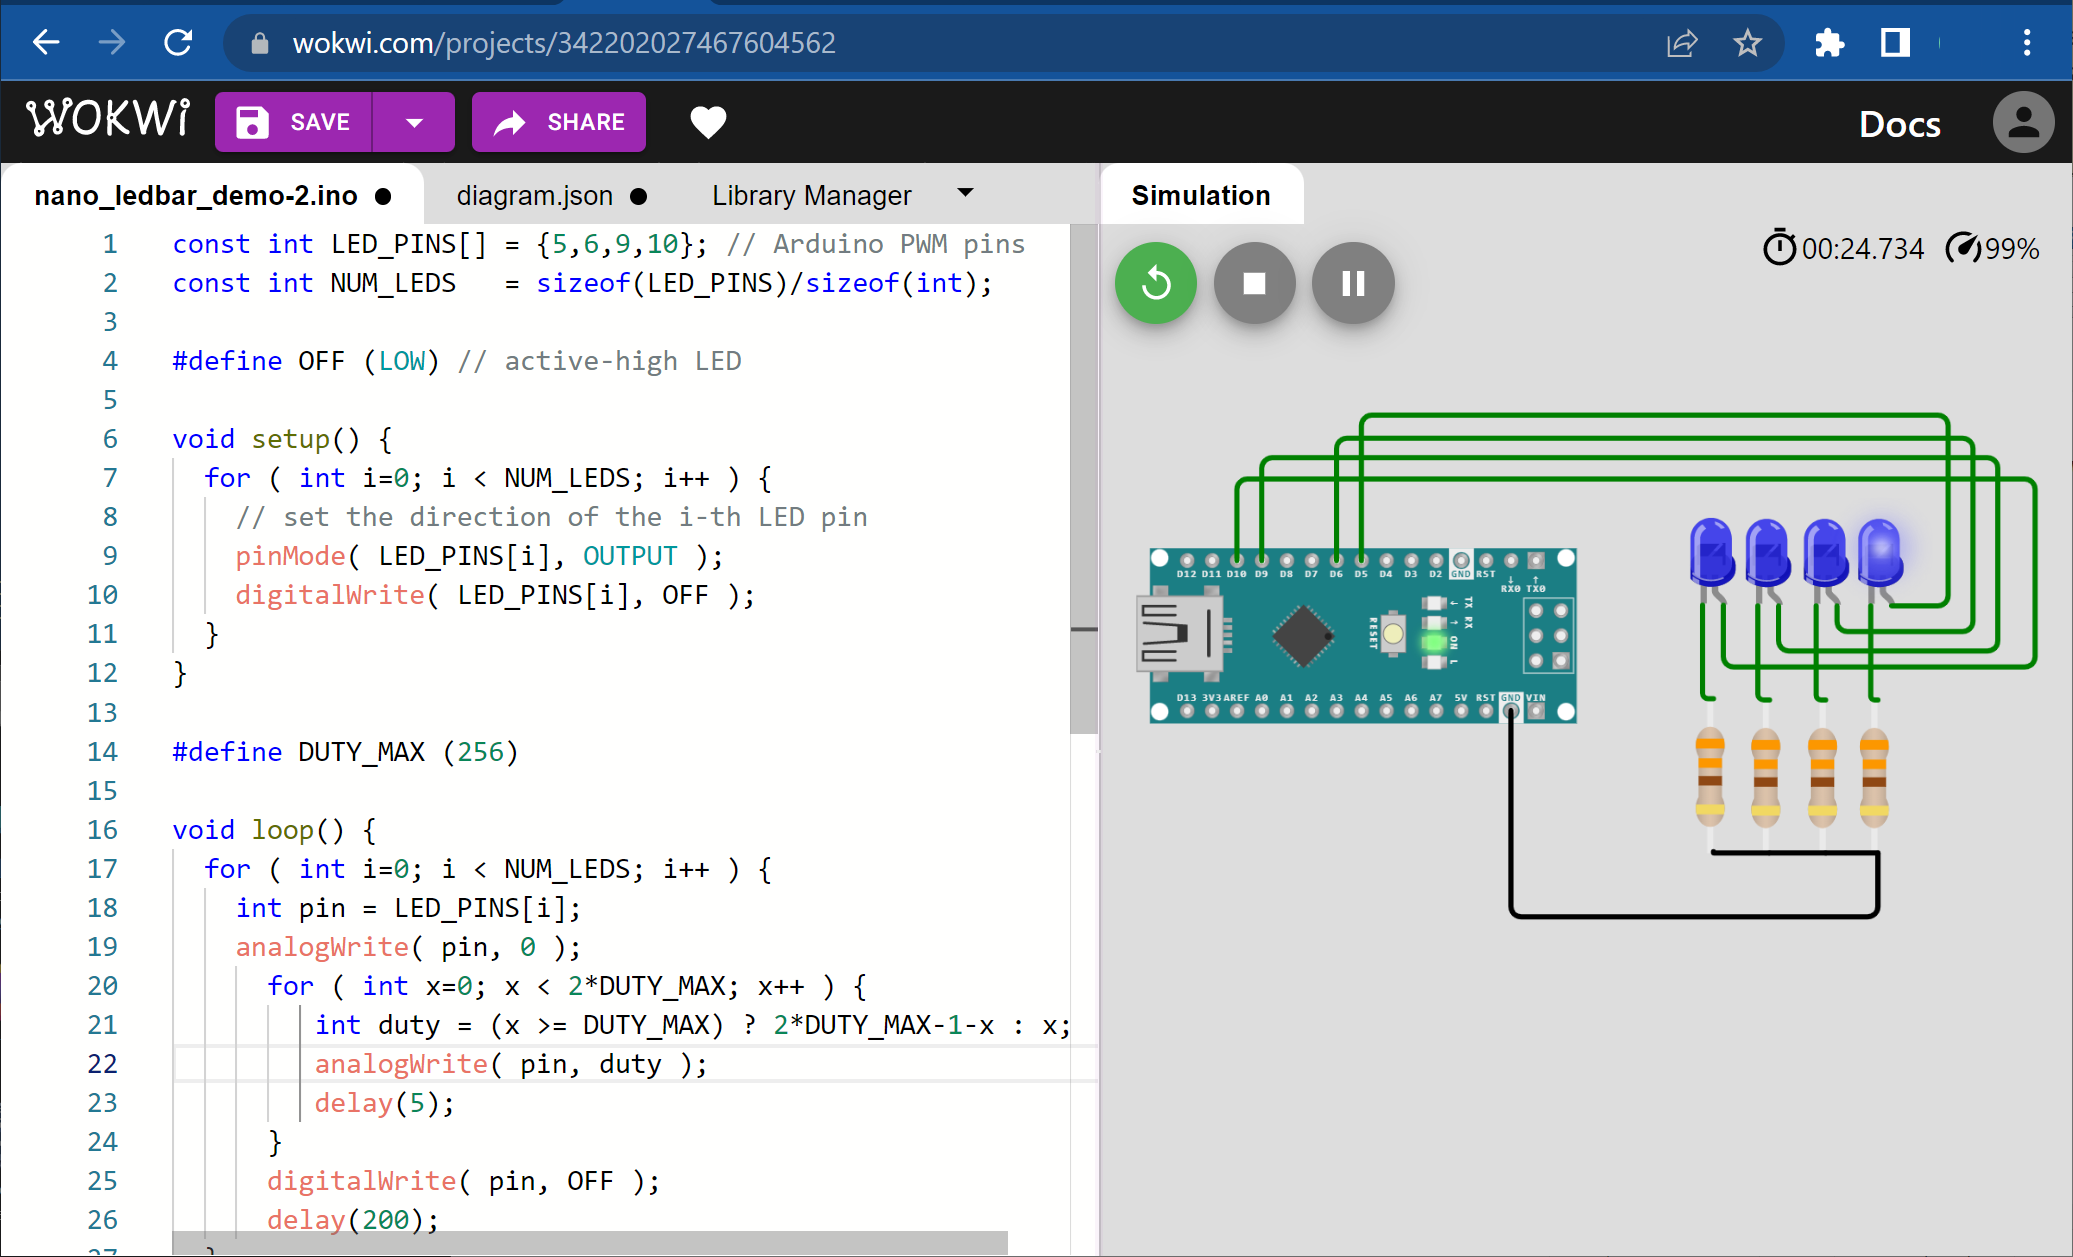 wokwi.com/projects/342202027467604562
WOKWi
SAVE
SHARE
Docs
nano_ledbar_demo-2.ino ●
diagram.json ●
Library Manager
Simulation
00:24.734
99%
1 const int LED_PINS[] = {5,6,9,10}; // Arduino PWM pins
2 const int NUM_LEDS   = sizeof(LED_PINS)/sizeof(int);
3
4 #define OFF (LOW) // active-high LED
5
6 void setup() {
7   for ( int i=0; i < NUM_LEDS; i++ ) {
8     // set the direction of the i-th LED pin
9     pinMode( LED_PINS[i], OUTPUT );
10     digitalWrite( LED_PINS[i], OFF );
11   }
12 }
13
14 #define DUTY_MAX (256)
15
16 void loop() {
17   for ( int i=0; i < NUM_LEDS; i++ ) {
18     int pin = LED_PINS[i];
19     analogWrite( pin, 0 );
20       for ( int x=0; x < 2*DUTY_MAX; x++ ) {
21          int duty = (x >= DUTY_MAX) ? 2*DUTY_MAX-1-x : x;
22          analogWrite( pin, duty );
23          delay(5);
24       }
25       digitalWrite( pin, OFF );
26       delay(200);
27   }
D12 D11 D10 D9 D8 D7 D6 D5 D4 D3 D2 GND RST
RX0 TX0
RESET
TX
RX
ON
L
D13 3V3 AREF A0 A1 A2 A3 A4 A5 A6 A7 5V RST GND VIN